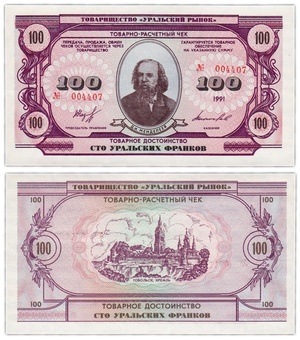 ТОВАРИЩЕСТВО "УРАЛЬСКИЙ РЫНОК"
ТОВАРНО-РАСЧЕТНЫЙ ЧЕК
100
100
ПЕРЕДАЧА, ПРОДАЖА, ОБМЕН
ЧЕКОВ ОСУЩЕСТВЛЯЕТСЯ ЧЕРЕЗ
ТОВАРИЩЕСТВО
ГАРАНТИРУЕТСЯ ТОВАРНОЕ
ОБЕСПЕЧЕНИЕ
НА УКАЗАННУЮ СУММУ
№ 004407
№ 004407
100
100
1991
Д.И. МЕНДЕЛЕЕВ
ПРЕДСЕДАТЕЛЬ ПРАВЛЕНИЯ
КАЗНАЧЕЙ
100
100
ТОВАРНОЕ ДОСТОИНСТВО
СТО УРАЛЬСКИХ ФРАНКОВ
ТОВАРИЩЕСТВО "УРАЛЬСКИЙ РЫНОК"
100
ТОВАРНО-РАСЧЕТНЫЙ ЧЕК
100
100
100
ТОБОЛЬСК. КРЕМЛЬ
100
100
ТОВАРНОЕ ДОСТОИНСТВО
СТО УРАЛЬСКИХ ФРАНКОВ